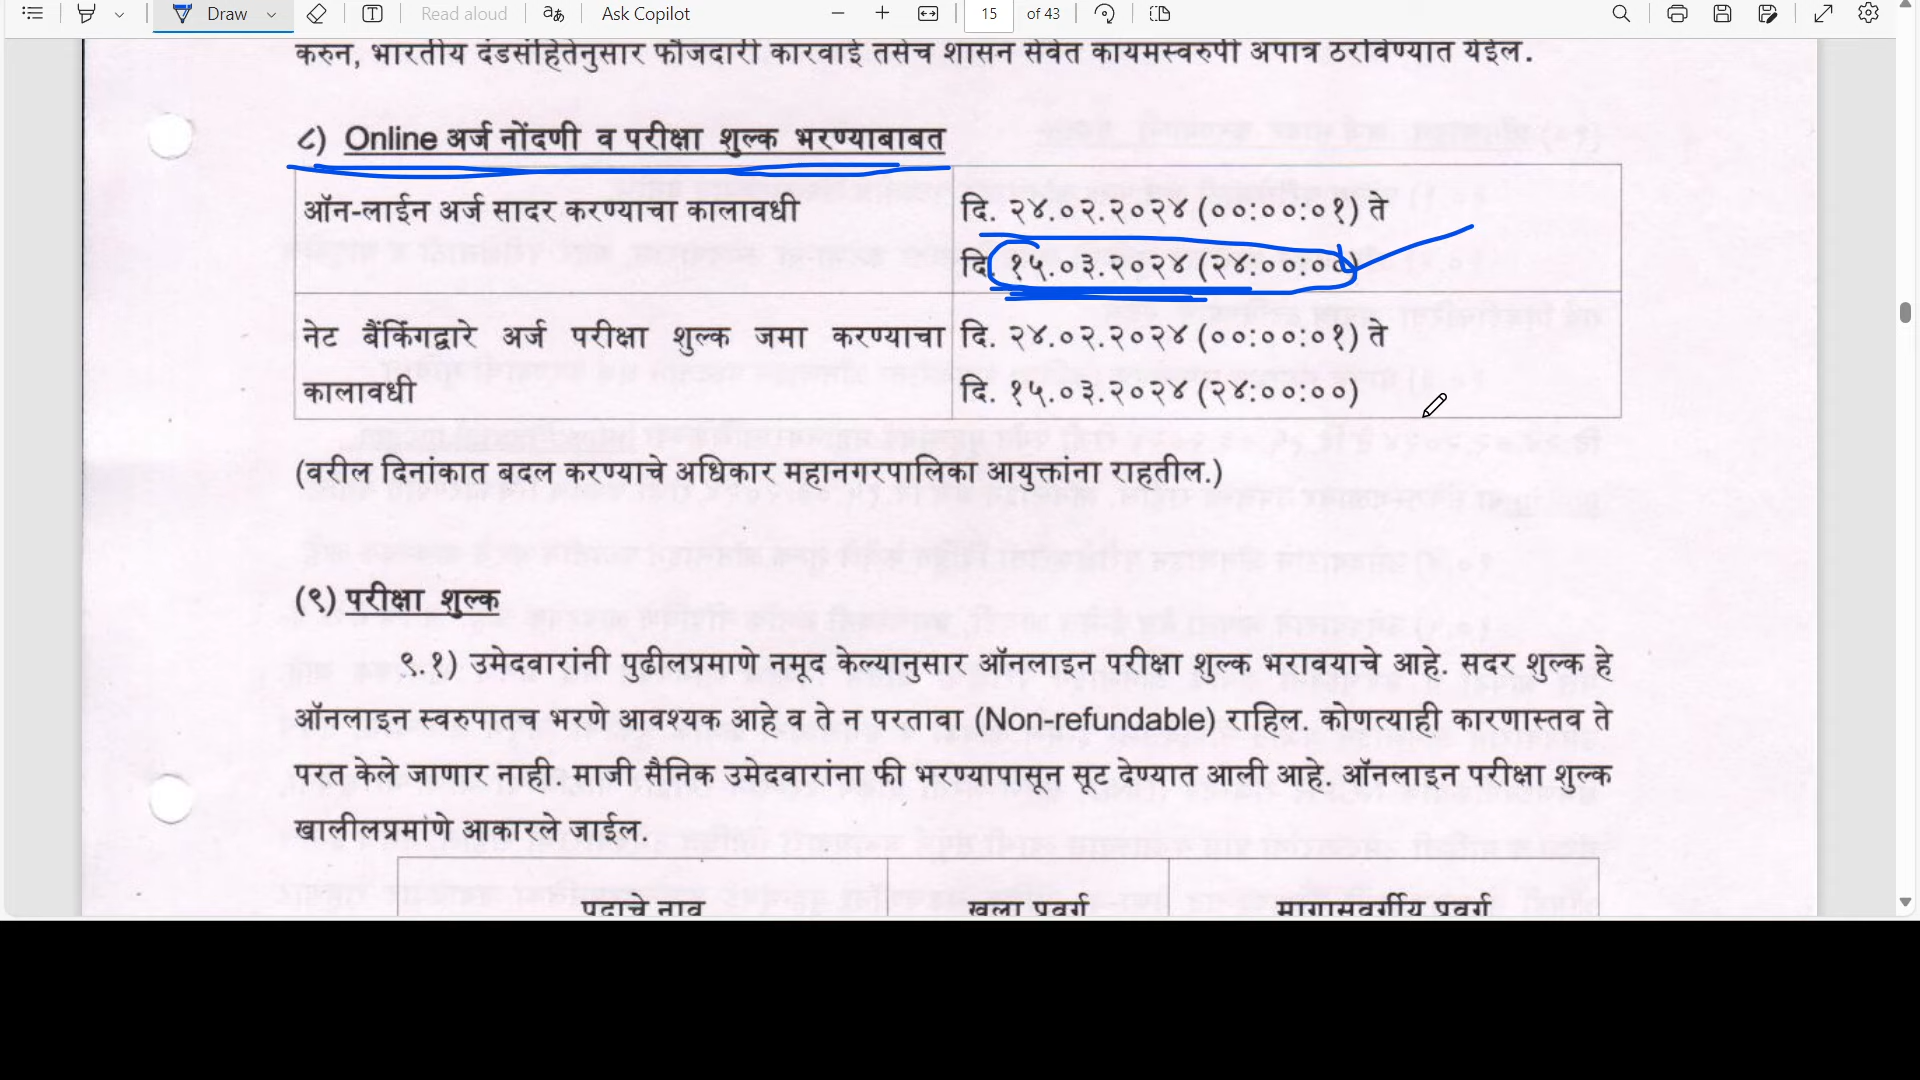 Draw
Read aloud
aあ
Ask Copilot
15
of 43
करुन, भारतीय दंडसंहितेनुसार फौजदारी कारवाई तसेच शासन सेवेत कायमस्वरुपी अपात्र ठरविण्यात येईल.
८) Online अर्ज नोंदणी व परीक्षा शुल्क भरण्याबाबत
ऑन-लाईन अर्ज सादर करण्याचा कालावधी
दि. २४.०२.२०२४ (००:००:०१) ते
दि. १५.०३.२०२४ (२४:००:००)
नेट बैंकिंगद्वारे अर्ज परीक्षा शुल्क जमा करण्याचा
कालावधी
दि. २४.०२.२०२४ (००:००:०१) ते
दि. १५.०३.२०२४ (२४:००:००)
(वरील दिनांकात बदल करण्याचे अधिकार महानगरपालिका आयुक्तांना राहतील.)
(९) परीक्षा शुल्क
९.१) उमेदवारांनी पुढीलप्रमाणे नमूद केल्यानुसार ऑनलाइन परीक्षा शुल्क भरावयाचे आहे. सदर शुल्क हे
ऑनलाइन स्वरुपातच भरणे आवश्यक आहे व ते न परतावा (Non-refundable) राहिल. कोणत्याही कारणास्तव ते
परत केले जाणार नाही. माजी सैनिक उमेदवारांना फी भरण्यापासून सूट देण्यात आली आहे. ऑनलाइन परीक्षा शुल्क
खालीलप्रमांणे आकारले जाईल.
पदाचे नाव
खुला प्रवर्ग
मागासवर्गीय प्रवर्ग